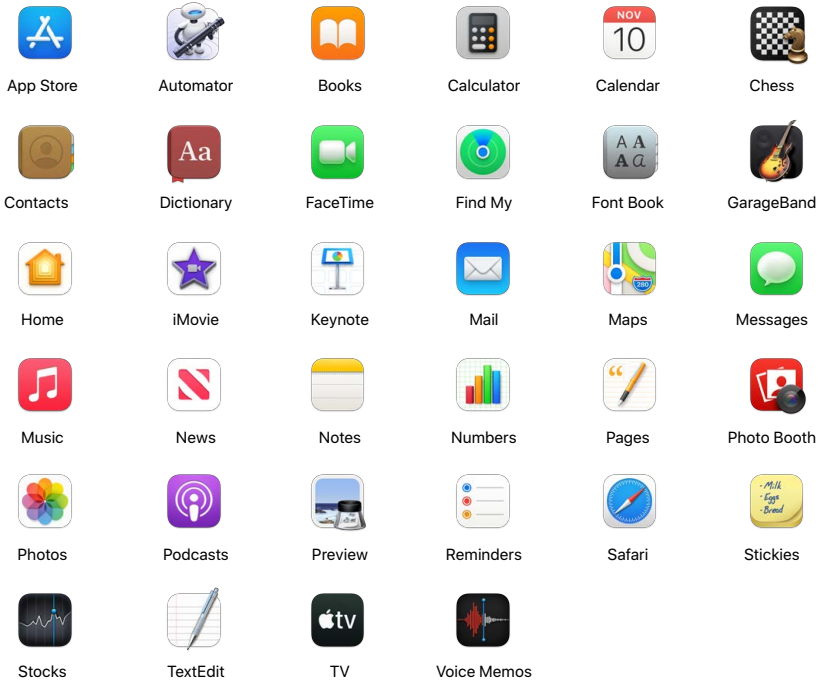 NOV
10
App Store
Automator
Books
Calculator
Calendar
Chess
Aa
A A
A a
Contacts
Dictionary
FaceTime
Find My
Font Book
GarageBand
280
Home
iMovie
Keynote
Mail
Maps
Messages
Music
News
Notes
Numbers
Pages
Photo Booth
- Milk
- Eggs
- Bread
Photos
Podcasts
Preview
Reminders
Safari
Stickies
tv
Stocks
TextEdit
TV
Voice Memos